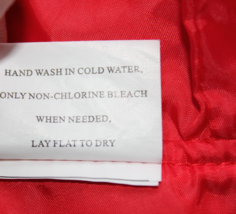 HAND WASH IN COLD WATER,
ONLY NON-CHLORINE BLEACH
WHEN NEEDED,
LAY FLAT TO DRY